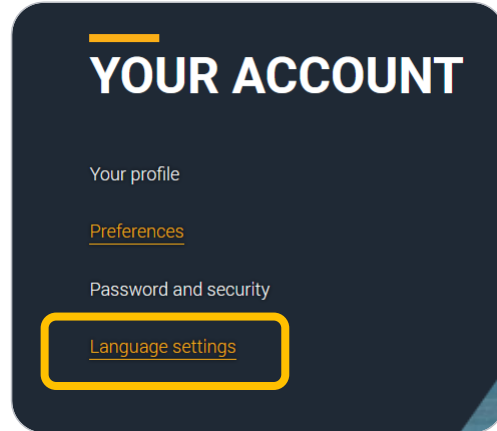 YOUR ACCOUNT
Your profile
Preferences
Password and security
Language settings